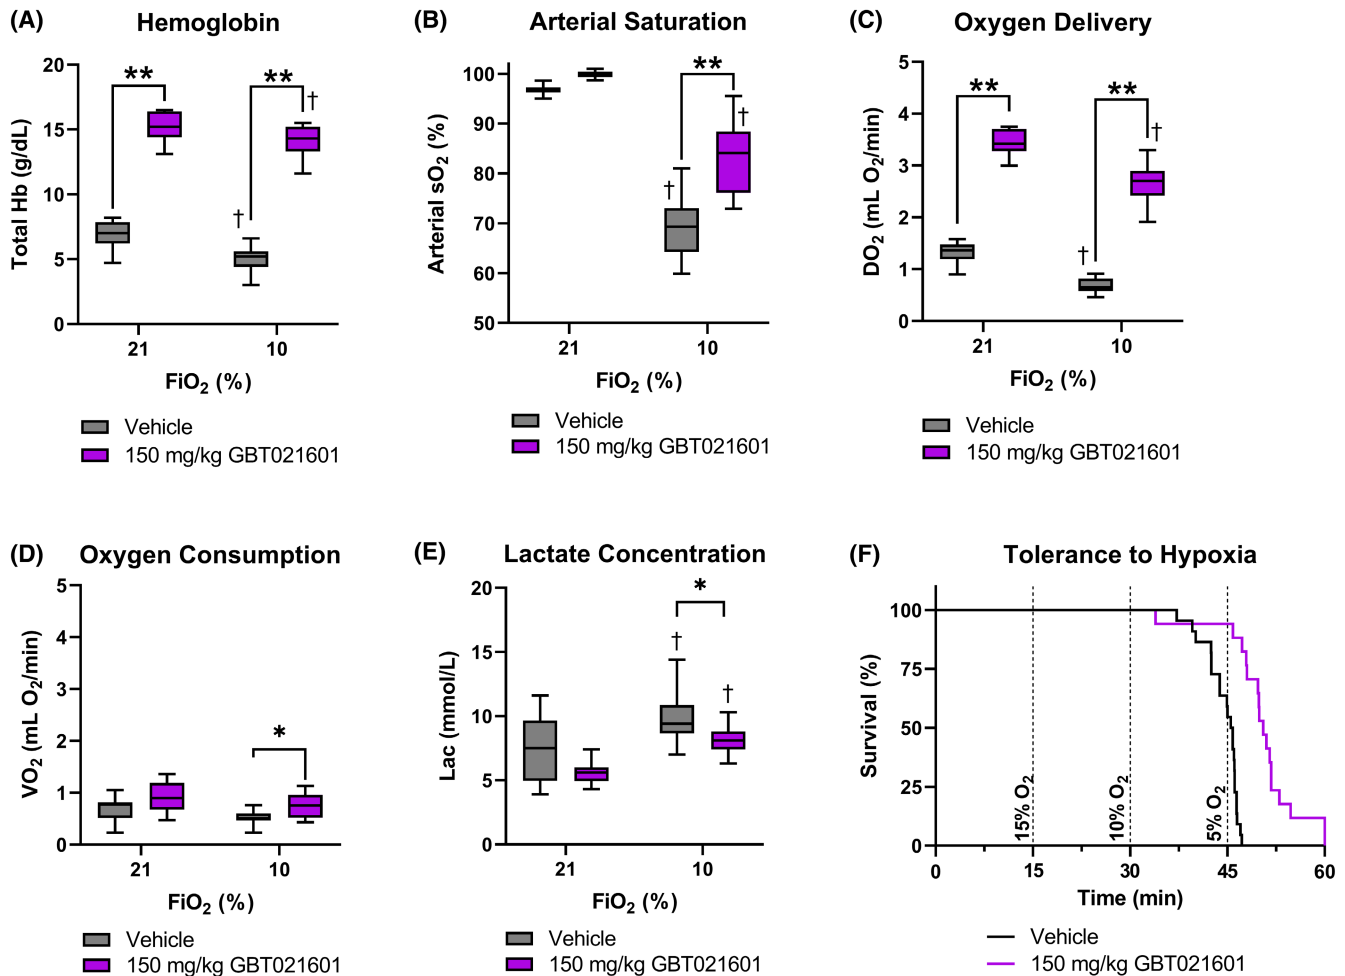 (A) Hemoglobin
Total Hb (g/dL)
20
15
10
5
0
** **
†
†
21 10
FiO2 (%)
Vehicle
150 mg/kg GBT021601
(B) Arterial Saturation
Arterial sO2 (%)
100
90
80
70
60
50
**
†
†
21 10
FiO2 (%)
Vehicle
150 mg/kg GBT021601
(C) Oxygen Delivery
DO2 (mL O2/min)
5
4
3
2
1
0
** **
†
†
21 10
FiO2 (%)
Vehicle
150 mg/kg GBT021601
(D) Oxygen Consumption
VO2 (mL O2/min)
5
4
3
2
1
0
*
21 10
FiO2 (%)
Vehicle
150 mg/kg GBT021601
(E) Lactate Concentration
Lac (mmol/L)
20
15
10
5
0
*
†
†
21 10
FiO2 (%)
Vehicle
150 mg/kg GBT021601
(F) Tolerance to Hypoxia
Survival (%)
100
75
50
25
0
15% O2
10% O2
5% O2
0 15 30 45 60
Time (min)
Vehicle
150 mg/kg GBT021601